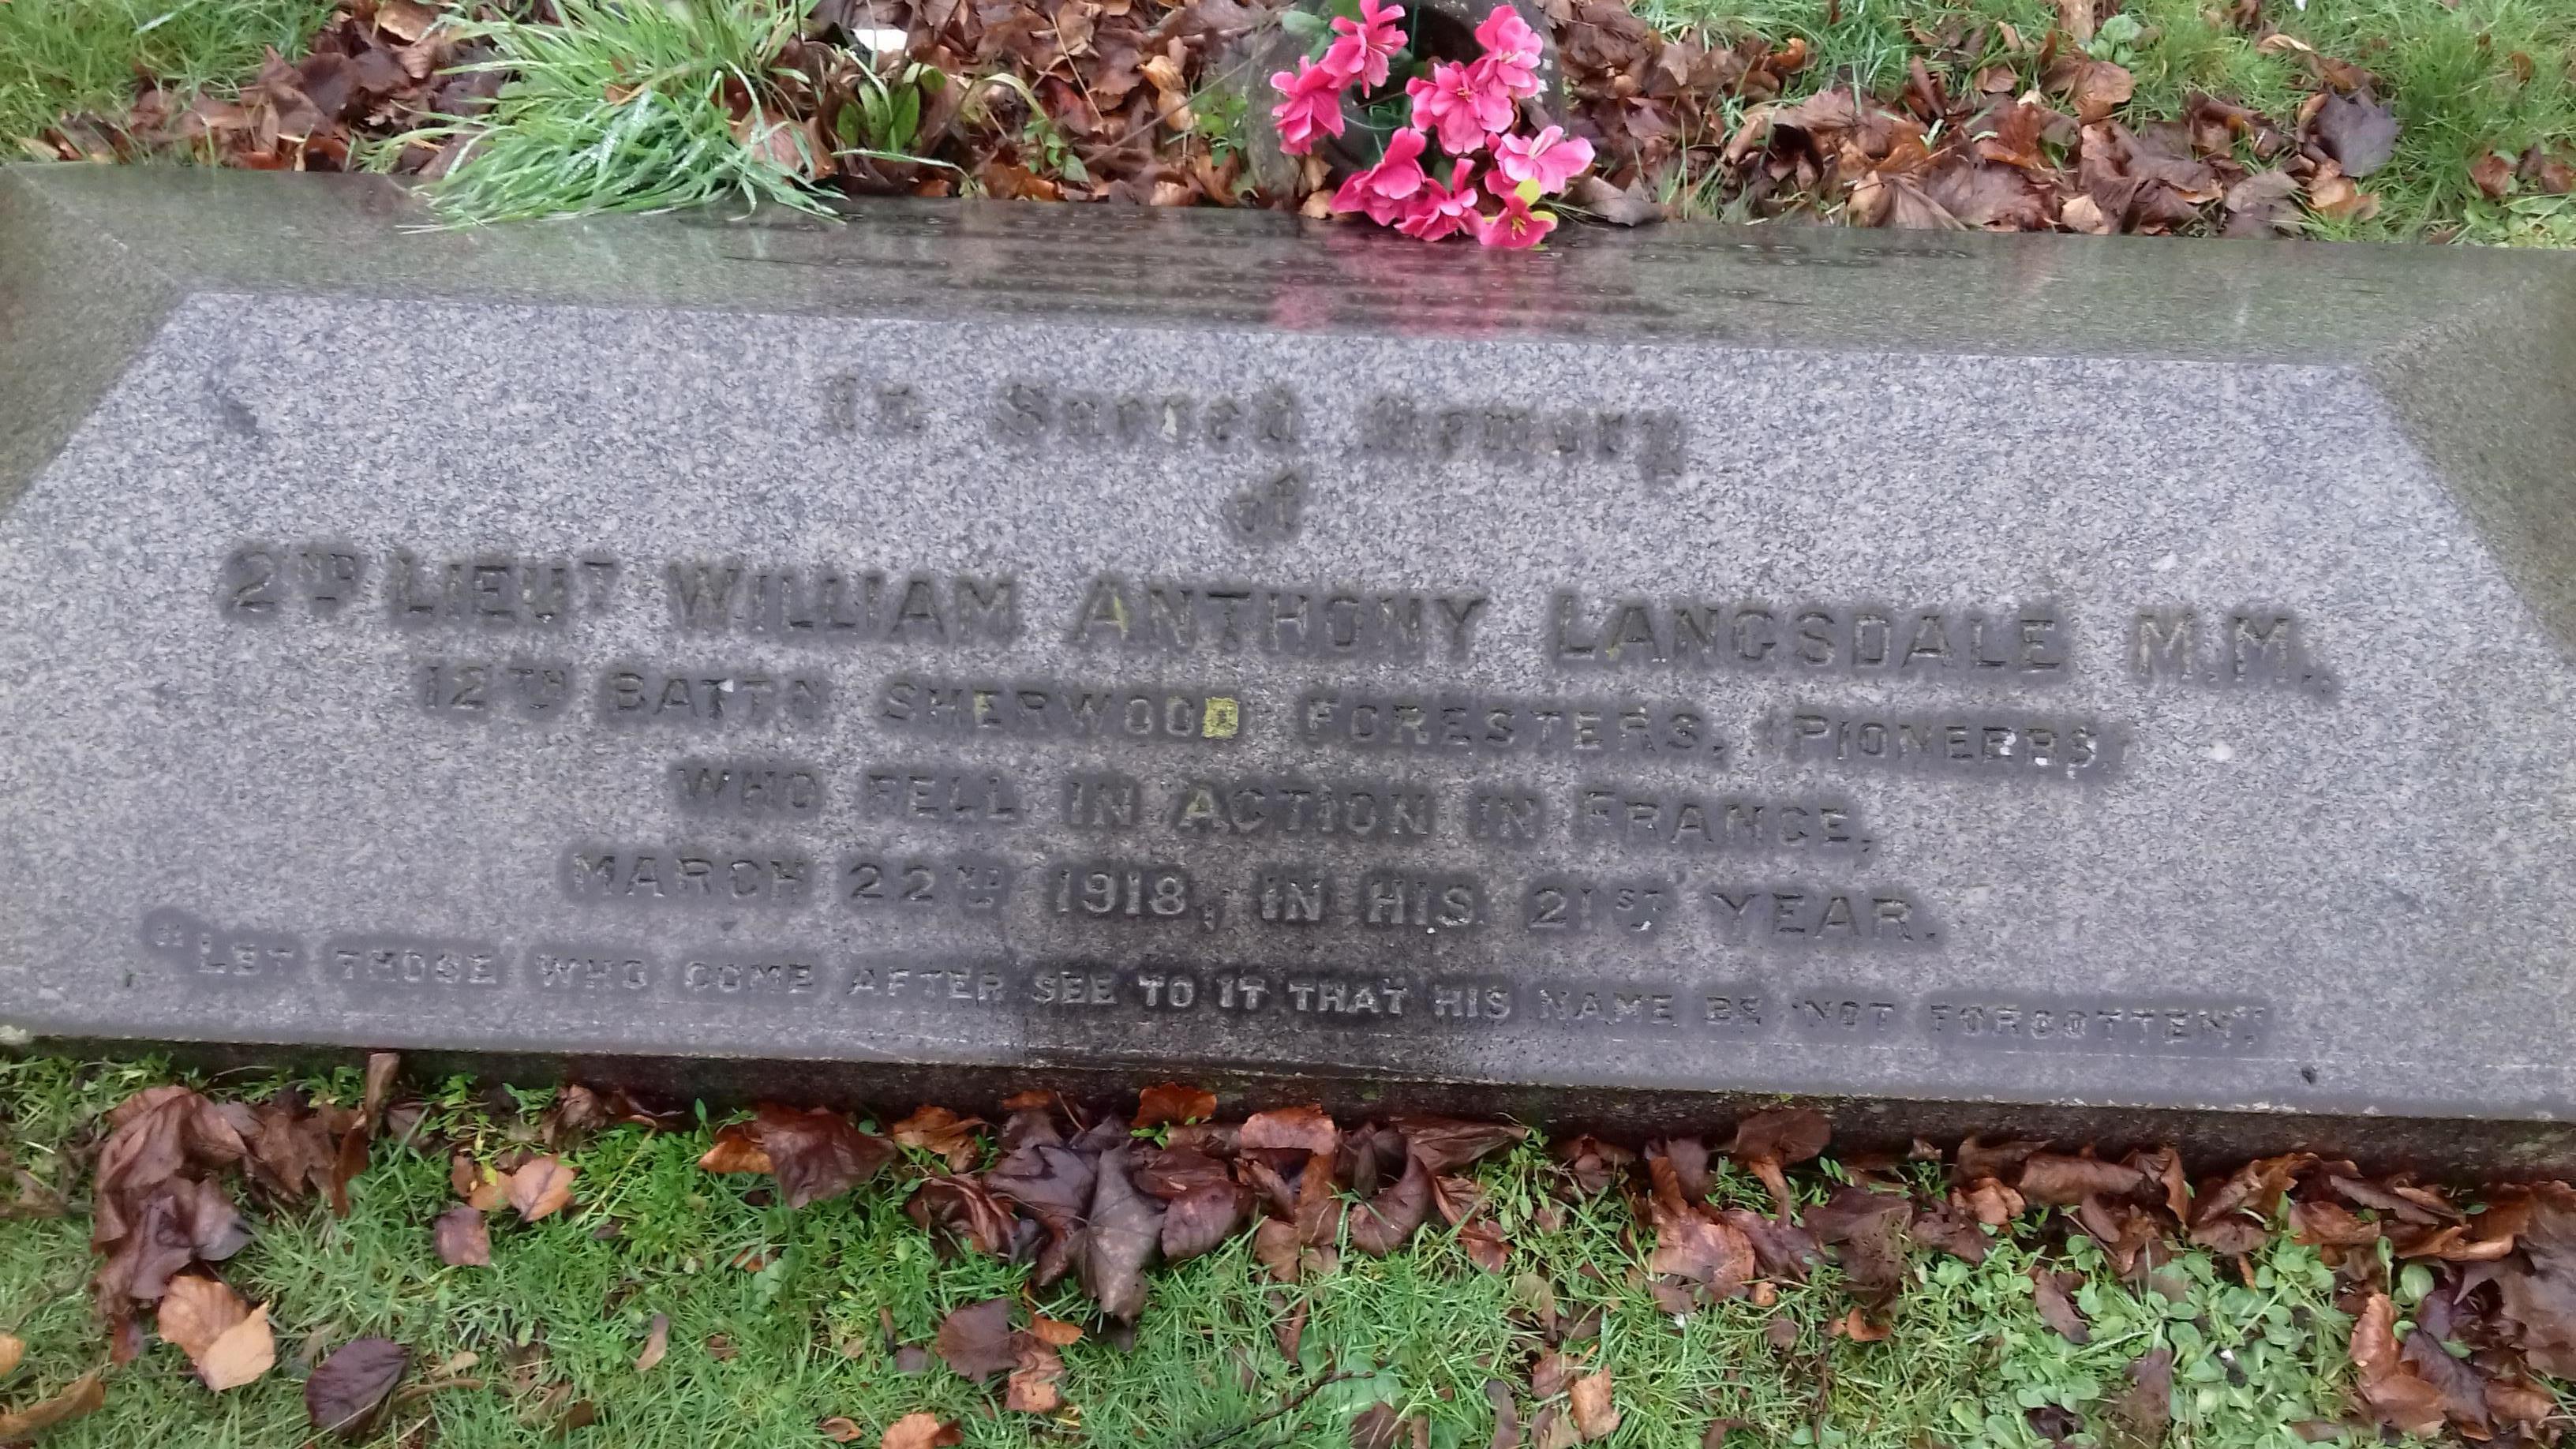 In Sacred Memory
of
2ND LIEUT WILLIAM ANTHONY LANGSDALE M.M.,
12TH BATTN SHERWOOD FORESTERS, (PIONEERS)
WHO FELL IN ACTION IN FRANCE,
MARCH 22ND 1918, IN HIS 21ST YEAR.
"LET THOSE WHO COME AFTER SEE TO IT THAT HIS NAME BE NOT FORGOTTEN"